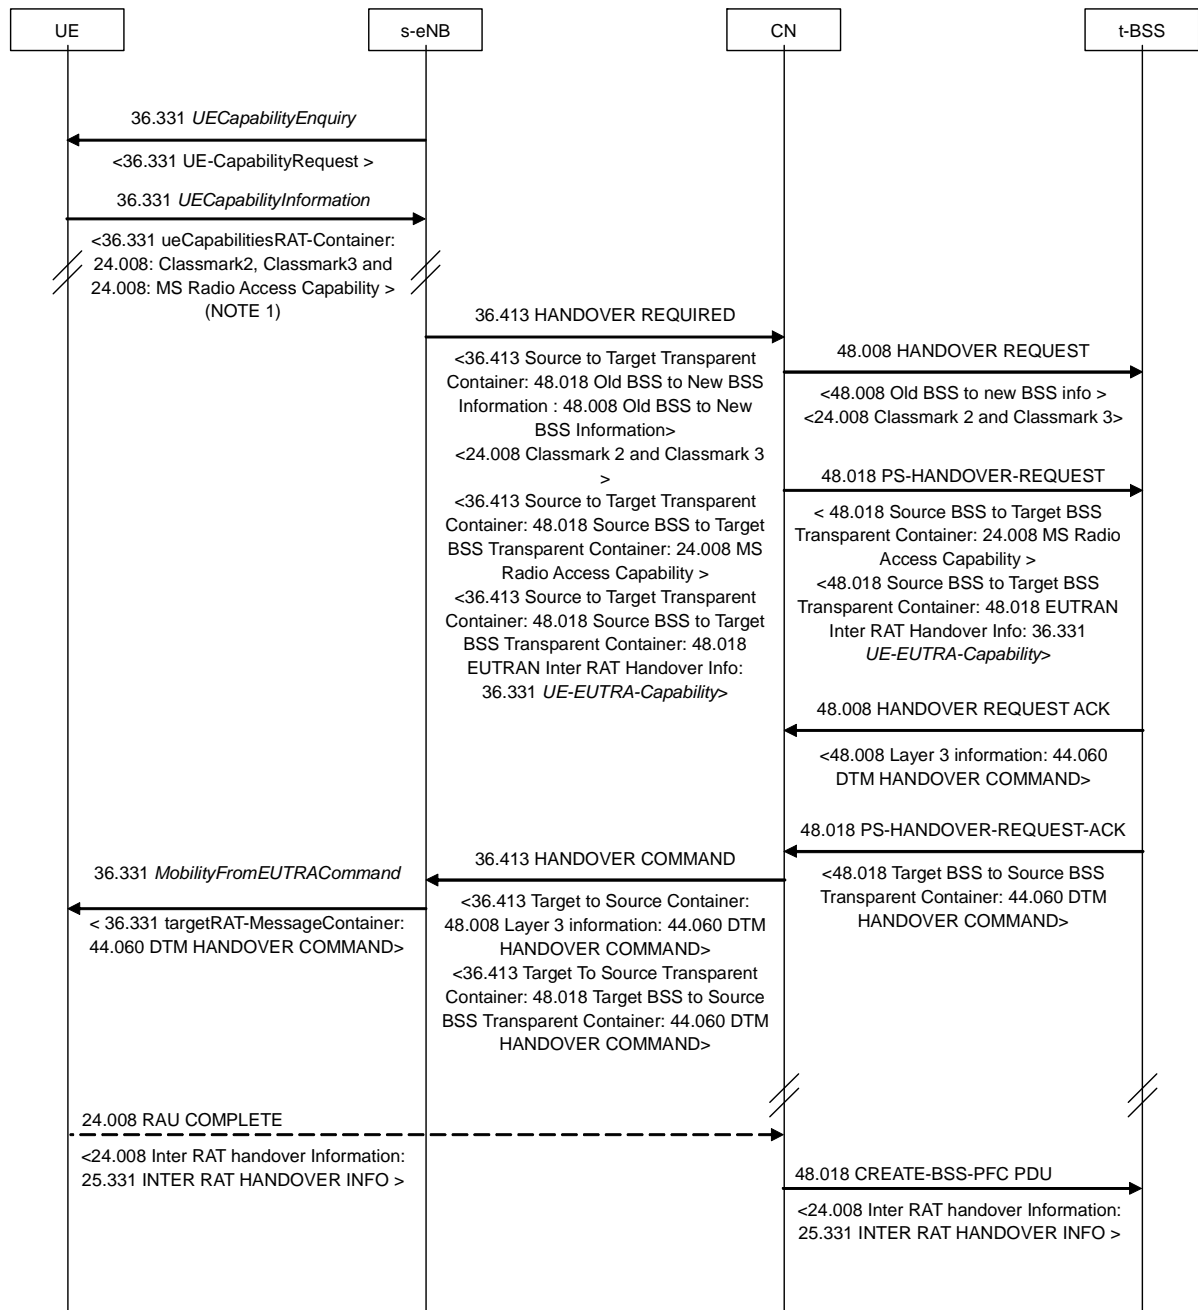 UE
s-eNB
CN
t-BSS
36.331 UECapabilityEnquiry
<36.331 UE-CapabilityRequest >
36.331 UECapabilityInformation
<36.331 ueCapabilitiesRAT-Container:
24.008: Classmark2, Classmark3 and
24.008: MS Radio Access Capability >
(NOTE 1)
36.413 HANDOVER REQUIRED
<36.413 Source to Target Transparent
Container: 48.018 Old BSS to New BSS
Information : 48.008 Old BSS to New
BSS Information>
<24.008 Classmark 2 and Classmark 3
>
<36.413 Source to Target Transparent
Container: 48.018 Source BSS to Target
BSS Transparent Container: 24.008 MS
Radio Access Capability >
<36.413 Source to Target Transparent
Container: 48.018 Source BSS to Target
BSS Transparent Container: 48.018
EUTRAN Inter RAT Handover Info:
36.331 UE-EUTRA-Capability>
48.008 HANDOVER REQUEST
<48.008 Old BSS to new BSS info >
<24.008 Classmark 2 and Classmark 3>
48.018 PS-HANDOVER-REQUEST
< 48.018 Source BSS to Target BSS
Transparent Container: 24.008 MS Radio
Access Capability >
<48.018 Source BSS to Target BSS
Transparent Container: 48.018 EUTRAN
Inter RAT Handover Info: 36.331
UE-EUTRA-Capability>
48.008 HANDOVER REQUEST ACK
<48.008 Layer 3 information: 44.060
DTM HANDOVER COMMAND>
48.018 PS-HANDOVER-REQUEST-ACK
<48.018 Target BSS to Source BSS
Transparent Container: 44.060 DTM
HANDOVER COMMAND>
36.413 HANDOVER COMMAND
<36.413 Target to Source Container:
48.008 Layer 3 information: 44.060 DTM
HANDOVER COMMAND>
<36.413 Target To Source Transparent
Container: 48.018 Target BSS to Source
BSS Transparent Container: 44.060 DTM
HANDOVER COMMAND>
36.331 MobilityFromEUTRACommand
< 36.331 targetRAT-MessageContainer:
44.060 DTM HANDOVER COMMAND>
24.008 RAU COMPLETE
<24.008 Inter RAT handover Information:
25.331 INTER RAT HANDOVER INFO >
48.018 CREATE-BSS-PFC PDU
<24.008 Inter RAT handover Information:
25.331 INTER RAT HANDOVER INFO >